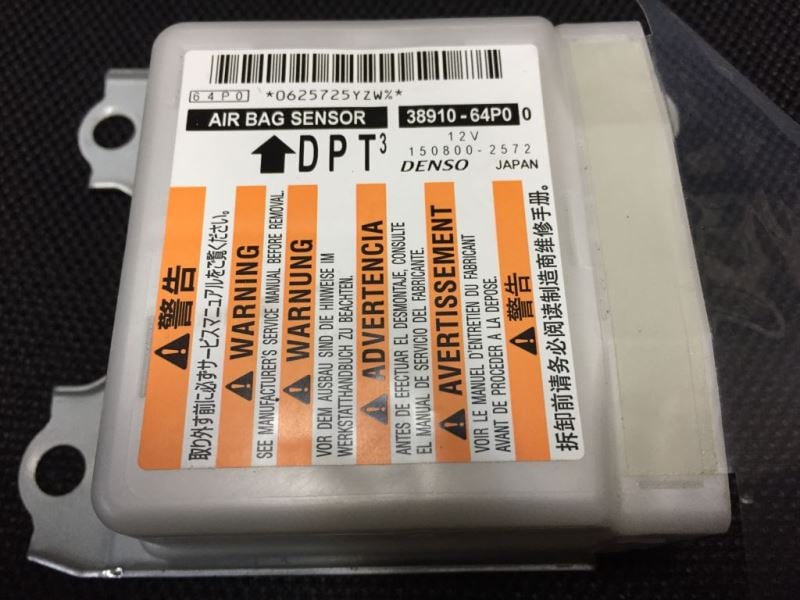 64P0 *0625725YZW%*
AIR BAG SENSOR 38910-64P0 0
12V
DPT3 150800-2572
DENSO JAPAN
警告
取り外す前に必ずサービスマニュアルをご覧ください。
WARNING
SEE MANUFACTURER'S SERVICE MANUAL BEFORE REMOVAL.
WARNUNG
VOR DEM AUSBAU SIND DIE HINWEISE IM
WERKSTATTHANDBUCH ZU BEACHTEN.
ADVERTENCIA
ANTES DE EFECTUAR EL DESMONTAJE, CONSULTE
EL MANUAL DE SERVICIO DEL FABRICANTE.
AVERTISSEMENT
VOIR LE MANUEL D'ENTRETIEN DU FABRICANT
AVANT DE PROCEDER A LA DEPOSE.
警告
拆卸前请务必阅读制造商维修手册。